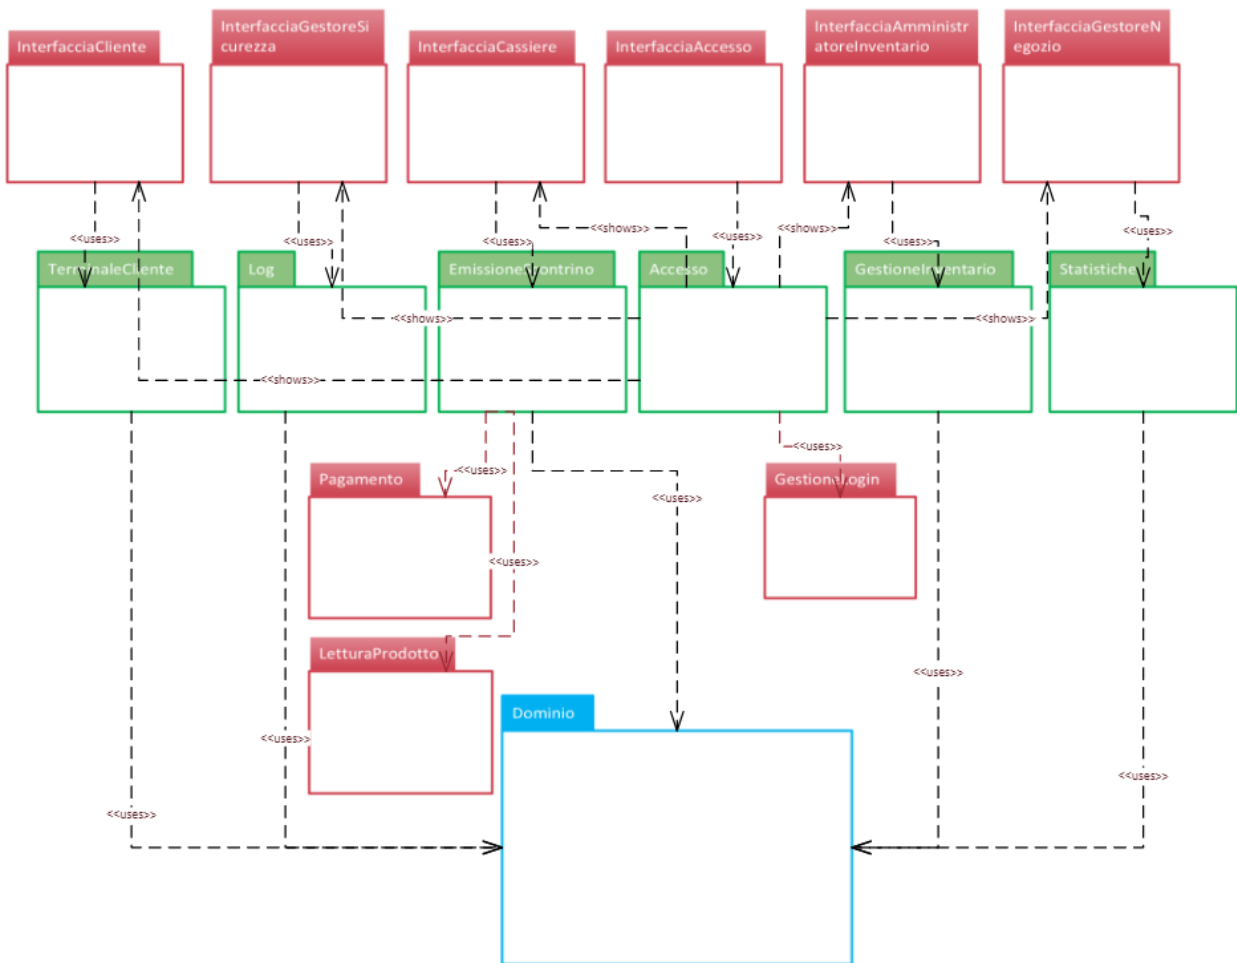 InterfacciaCliente
InterfacciaGestoreSi
curezza
InterfacciaCassiere
InterfacciaAccesso
InterfacciaAmministr
atoreInventario
InterfacciaGestoreN
egozio
<<uses>>
<<uses>>
<<uses>>
<<shows>>
<<uses>>
<<shows>>
<<uses>>
<<uses>>
TerminaleCliente
Log
EmissioneScontrino
Accesso
GestioneInventario
Statistiche
<<shows>>
<<shows>>
<<shows>>
<<uses>>
<<uses>>
Pagamento
<<uses>>
GestioneLogin
<<uses>>
LetturaProdotto
<<uses>>
<<uses>>
Dominio
<<uses>>
<<uses>>